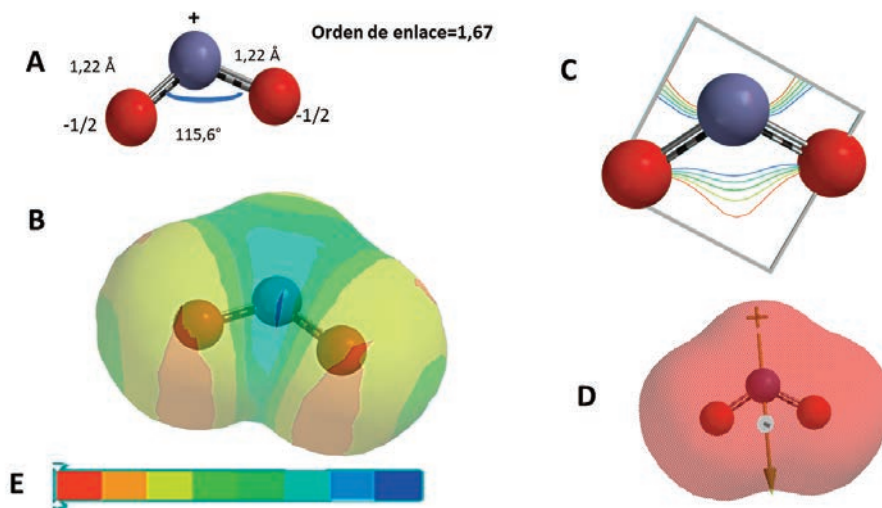 +
Orden de enlace=1,67
A
1,22 Å
1,22 Å
-1/2
-1/2
115,6°
C
B
+
D
E